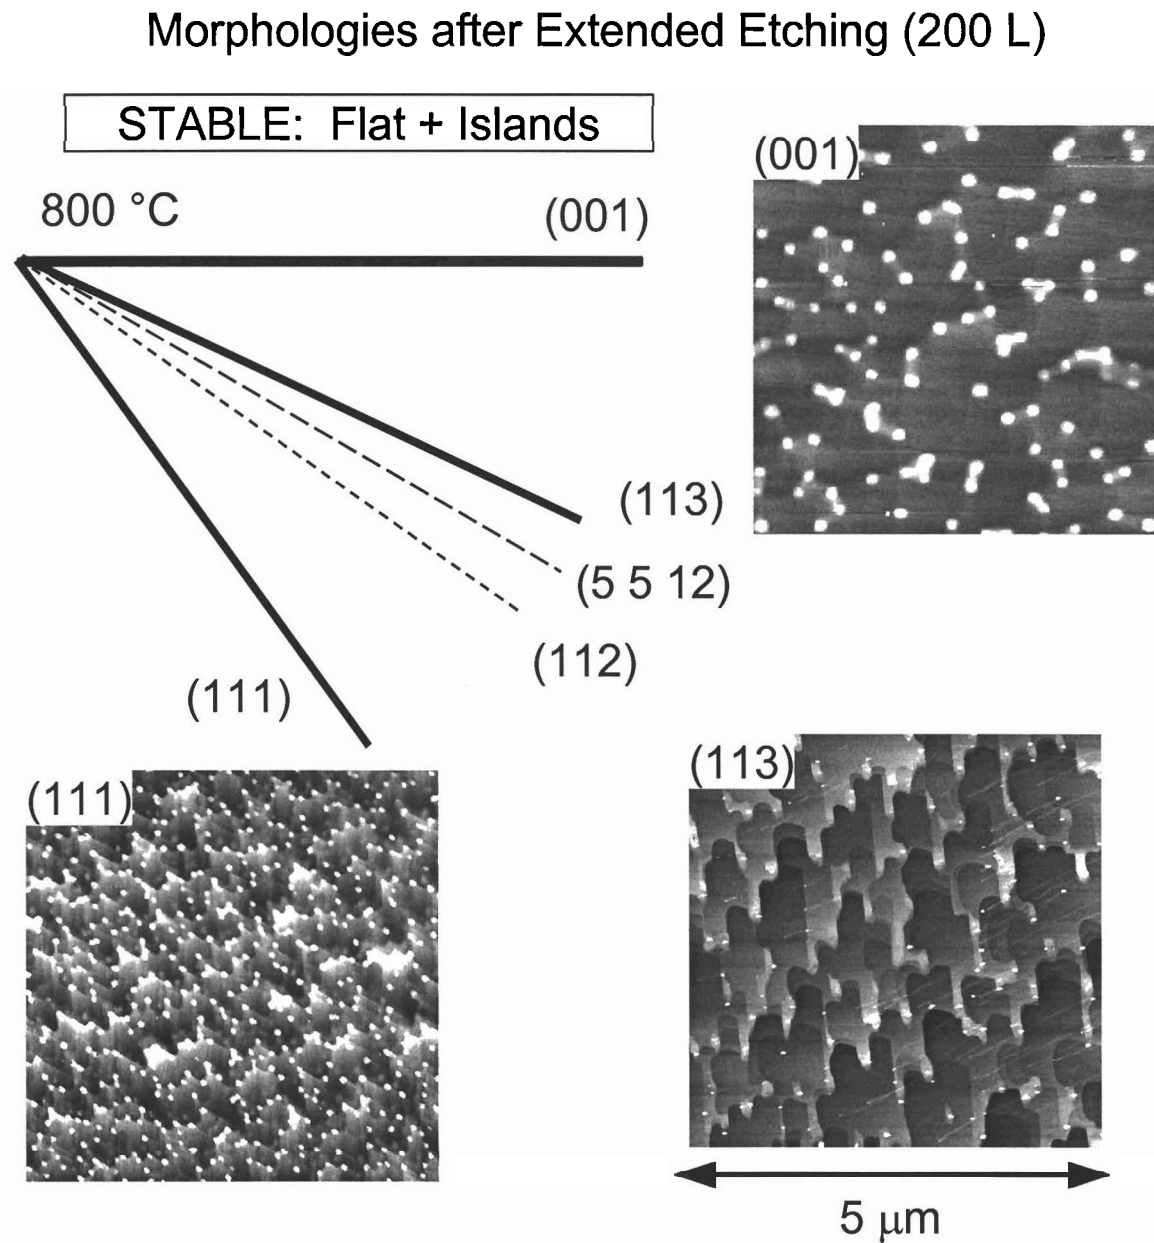 Morphologies after Extended Etching (200 L)
STABLE: Flat + Islands
(001)
800 °C
(001)
(113)
(5 5 12)
(112)
(111)
(111)
(113)
5 μm